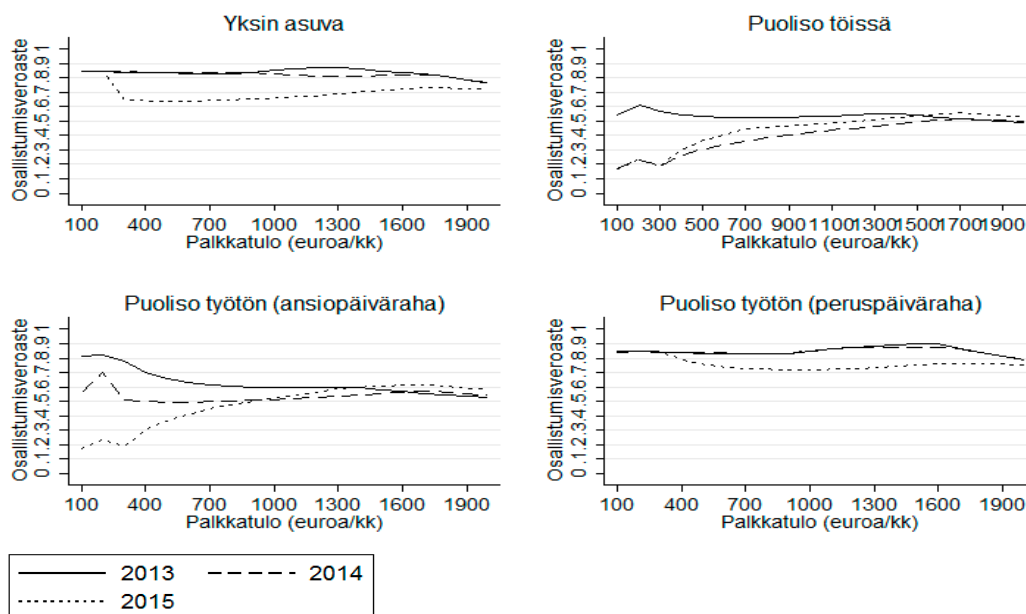 Yksin asuva
Osallistumisveroaste
0 .1 .2 .3 .4 .5 .6 .7 .8 .9 1
100 400 700 1000 1300 1600 1900
Palkkatulo (euroa/kk)
Puoliso töissä
Osallistumisveroaste
0 .1 .2 .3 .4 .5 .6 .7 .8 .9 1
100 300 500 700 900 1100 1300 1500 1700 1900
Palkkatulo (euroa/kk)
Puoliso työtön (ansiopäiväraha)
Osallistumisveroaste
0 .1 .2 .3 .4 .5 .6 .7 .8 .9 1
100 400 700 1000 1300 1600 1900
Palkkatulo (euroa/kk)
Puoliso työtön (peruspäiväraha)
Osallistumisveroaste
0 .1 .2 .3 .4 .5 .6 .7 .8 .9 1
100 400 700 1000 1300 1600 1900
Palkkatulo (euroa/kk)
2013 2014
2015